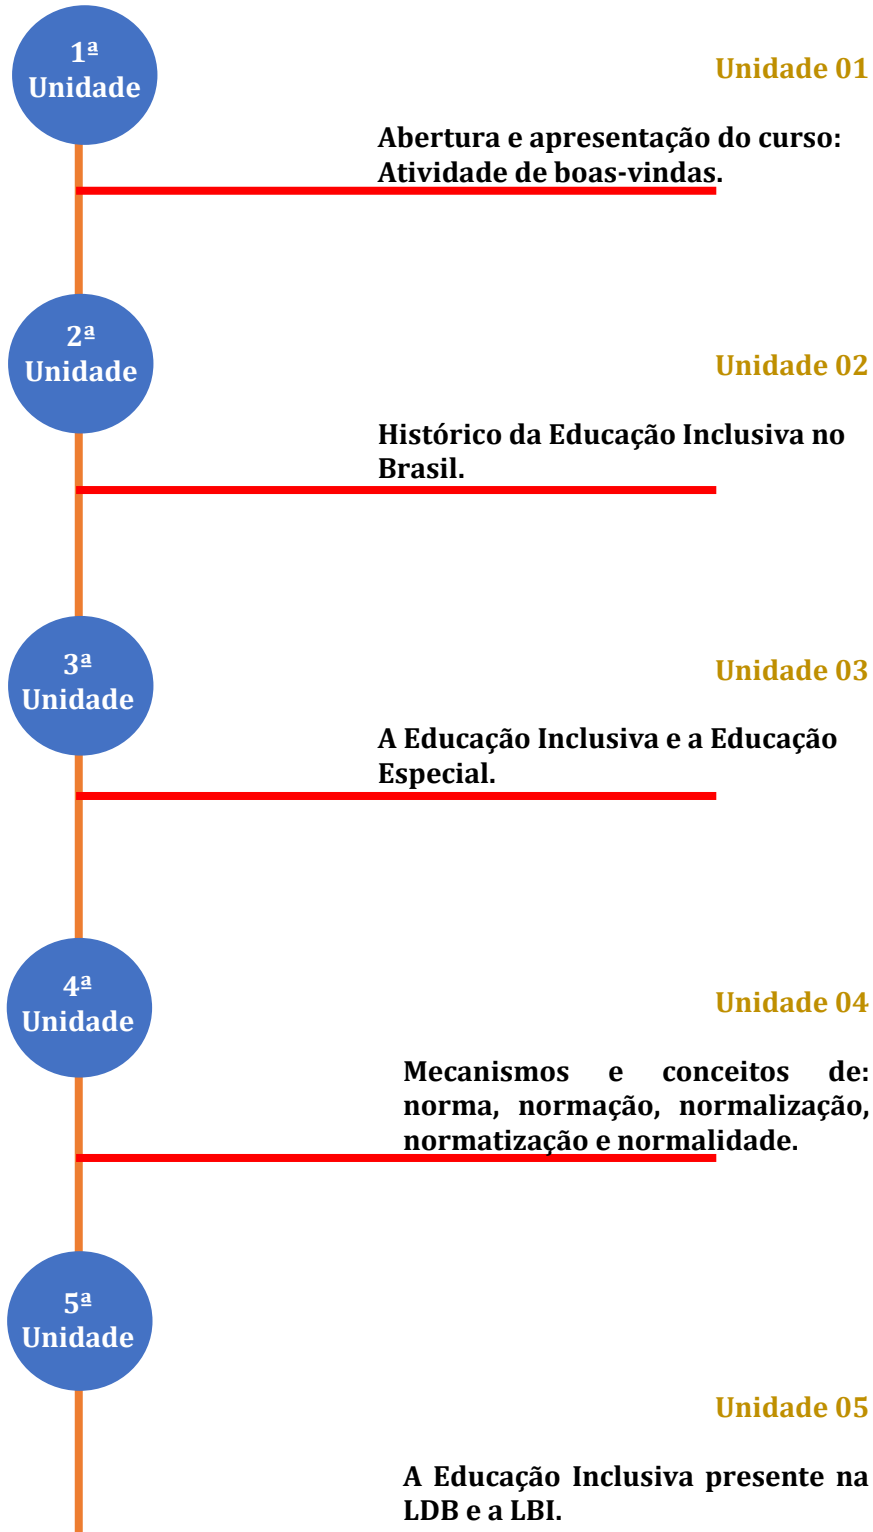 1ª
Unidade
Unidade 01
Abertura e apresentação do curso:
Atividade de boas-vindas.
2ª
Unidade
Unidade 02
Histórico da Educação Inclusiva no
Brasil.
3ª
Unidade
Unidade 03
A Educação Inclusiva e a Educação
Especial.
4ª
Unidade
Unidade 04
Mecanismos e conceitos de:
norma, normação, normalização,
normatização e normalidade.
5ª
Unidade
Unidade 05
A Educação Inclusiva presente na
LDB e a LBI.